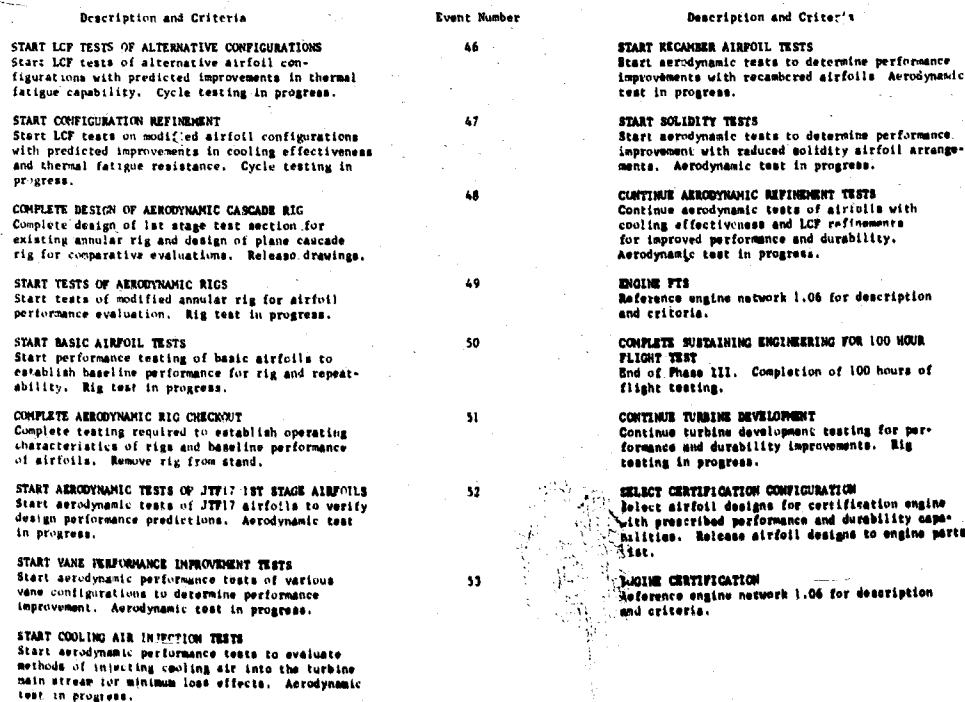 Description and Criteria
START LCF TESTS OF ALTERNATIVE CONFIGURATIONS
Start LCF tests of alternative airfoil con-
figurations with predicted improvements in thermal
fatigue capability. Cycle testing in progress.
START CONFIGURATION REFINEMENT
Start LCF tests on modified airfoil configurations
with predicted improvements in cooling effectiveness
and thermal fatigue resistance. Cycle testing in
progress.
COMPLETE DESIGN OF AERODYNAMIC CASCADE RIG
Complete design of 1st stage test section for
existing annular rig and design of plane cascade
rig for comparative evaluations. Release drawings.
START TESTS OF AERODYNAMIC RIGS
Start tests of modified annular rig for airfoil
performance evaluation. Rig test in progress.
START BASIC AIRFOIL TESTS
Start performance testing of basic airfoils to
establish baseline performance for rig and repeat-
ability. Rig test in progress.
COMPLETE AERODYNAMIC RIG CHECKOUT
Complete testing required to establish operating
characteristics of rigs and baseline performance
of airfoils. Remove rig from stand.
START AERODYNAMIC TESTS OF JTF17 1ST STAGE AIRFOILS
Start aerodynamic tests of JTF17 airfoils to verify
design performance predictions. Aerodynamic test
in progress.
START VANE PERFORMANCE IMPROVEMENT TESTS
Start aerodynamic performance tests of various
vane configurations to determine performance
improvement. Aerodynamic test in progress.
START COOLING AIR INJECTION TESTS
Start aerodynamic performance tests to evaluate
methods of injecting cooling air into the turbine
main stream for minimum loss effects. Aerodynamic
test in progress.
Event Number
Description and Criter's
46
START RECAMBER AIRFOIL TESTS
Start aerodynamic tests to determine performance
improvements with recambered airfoils Aerodynamic
test in progress.
47
START SOLIDITY TESTS
Start aerodynamic tests to determine performance
improvement with reduced solidity airfoil arrange-
ments. Aerodynamic test in progress.
48
CONTINUE AERODYNAMIC REFINEMENT TESTS
Continue aerodynamic tests of airfoils with
cooling effectiveness and LCF refinements
for improved performance and durability.
Aerodynamic test in progress.
49
ENGINE FTS
Reference engine network 1.06 for description
and criteria.
50
COMPLETE SUSTAINING ENGINEERING FOR 100 HOUR
FLIGHT TEST
End of Phase III. Completion of 100 hours of
flight testing.
51
CONTINUE TURBINE DEVELOPMENT
Continue turbine development testing for per-
formance and durability improvements. Rig
testing in progress.
52
SELECT CERTIFICATION CONFIGURATION
Select airfoil designs for certification engine
with prescribed performance and durability capa-
bilities. Release airfoil designs to engine parts
list.
53
ENGINE CERTIFICATION
Reference engine network 1.06 for description
and criteria.